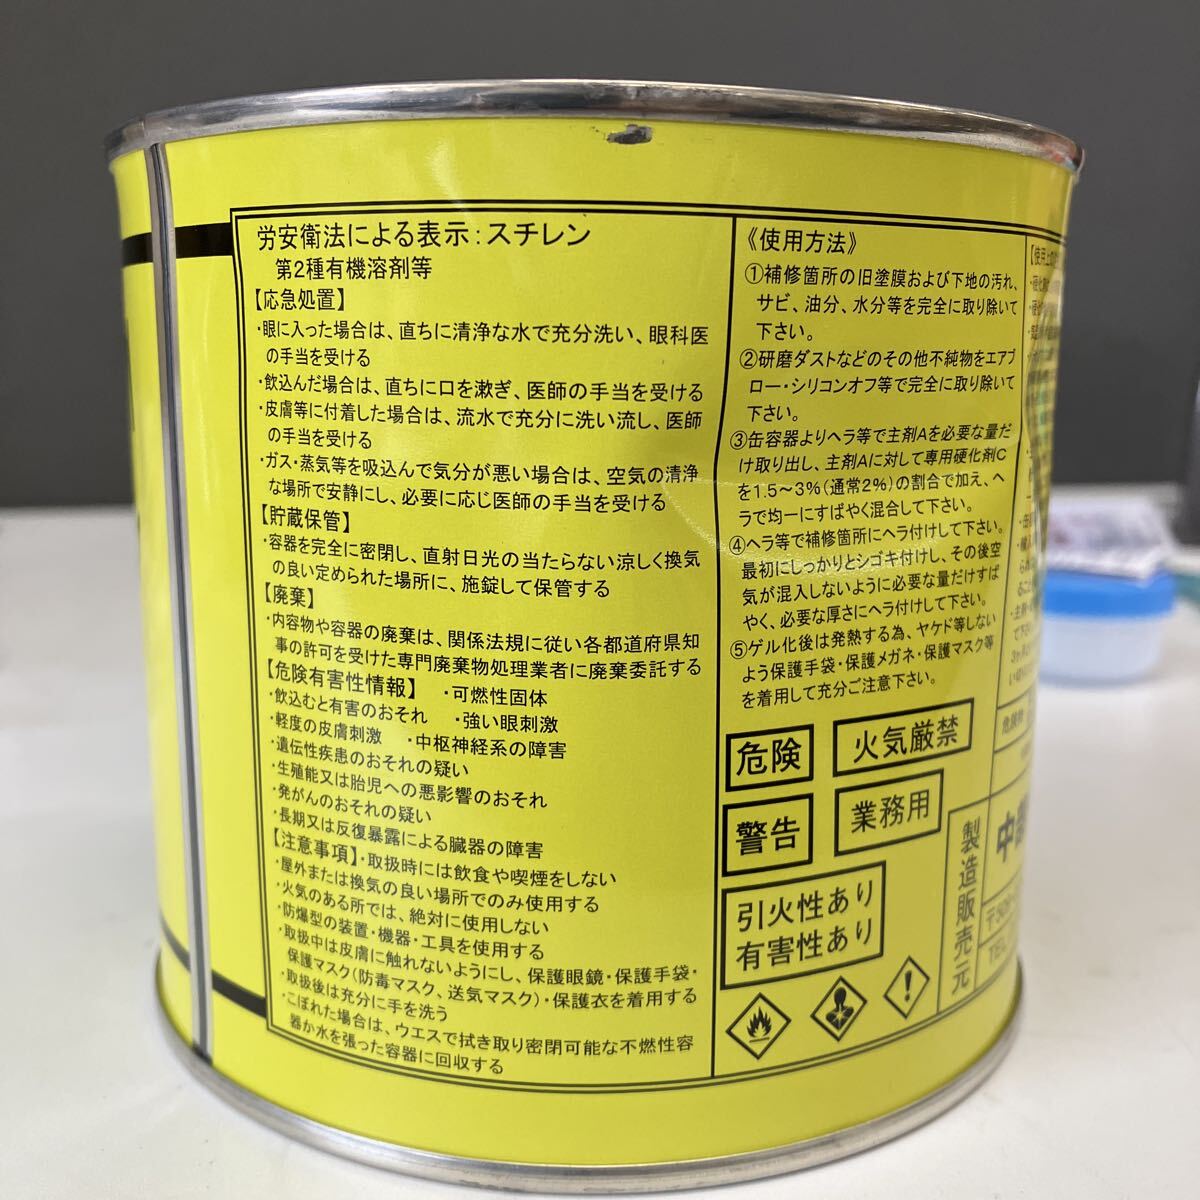 労安衛法による表示：スチレン
第2種有機溶剤等
【応急処置】
・眼に入った場合は、直ちに清浄な水で充分洗い、眼科医
の手当を受ける
・飲込んだ場合は、直ちに口を漱ぎ、医師の手当を受ける
・皮膚等に付着した場合は、流水で充分に洗い流し、医師
の手当を受ける
・ガス・蒸気等を吸込んで気分が悪い場合は、空気の清浄
な場所で安静にし、必要に応じ医師の手当を受ける
【貯蔵保管】
・容器を完全に密閉し、直射日光の当たらない涼しく換気
の良い定められた場所に、施錠して保管する
【廃棄】
・内容物や容器の廃棄は、関係法規に従い各都道府県知
事の許可を受けた専門廃棄物処理業者に廃棄委託する
【危険有害性情報】 ・可燃性固体
・飲込むと有害のおそれ ・強い眼刺激
・軽度の皮膚刺激 ・中枢神経系の障害
・遺伝性疾患のおそれの疑い
・生殖能又は胎児への悪影響のおそれ
・発がんのおそれの疑い
・長期又は反復暴露による臓器の障害
【注意事項】・取扱時には飲食や喫煙をしない
・屋外または換気の良い場所でのみ使用する
・火気のある所では、絶対に使用しない
・防爆型の装置・機器・工具を使用する
・取扱中は皮膚に触れないようにし、保護眼鏡・保護手袋・
保護マスク(防毒マスク、送気マスク)・保護衣を着用する
・取扱後は充分に手を洗う
・こぼれた場合は、ウエスで拭き取り密閉可能な不燃性容
器か水を張った容器に回収する
《使用方法》
①補修箇所の旧塗膜および下地の汚れ、
サビ、油分、水分等を完全に取り除いて
下さい。
②研磨ダストなどのその他不純物をエアブ
ロー・シリコンオフ等で完全に取り除いて
下さい。
③缶容器よりヘラ等で主剤Aを必要な量だ
け取り出し、主剤Aに対して専用硬化剤C
を1.5～3%(通常2%)の割合で加え、ヘ
ラで均一にすばやく混合して下さい。
④ヘラ等で補修箇所にヘラ付けして下さい。
最初にしっかりとシゴキ付けし、その後空
気が混入しないように必要な量だけすば
やく、必要な厚さにヘラ付けして下さい。
⑤ゲル化後は発熱する為、ヤケド等しない
よう保護手袋・保護メガネ・保護マスク等
を着用して充分ご注意下さい。
危険
火気厳禁
警告
業務用
引火性あり
有害性あり
製造販売元
TEL